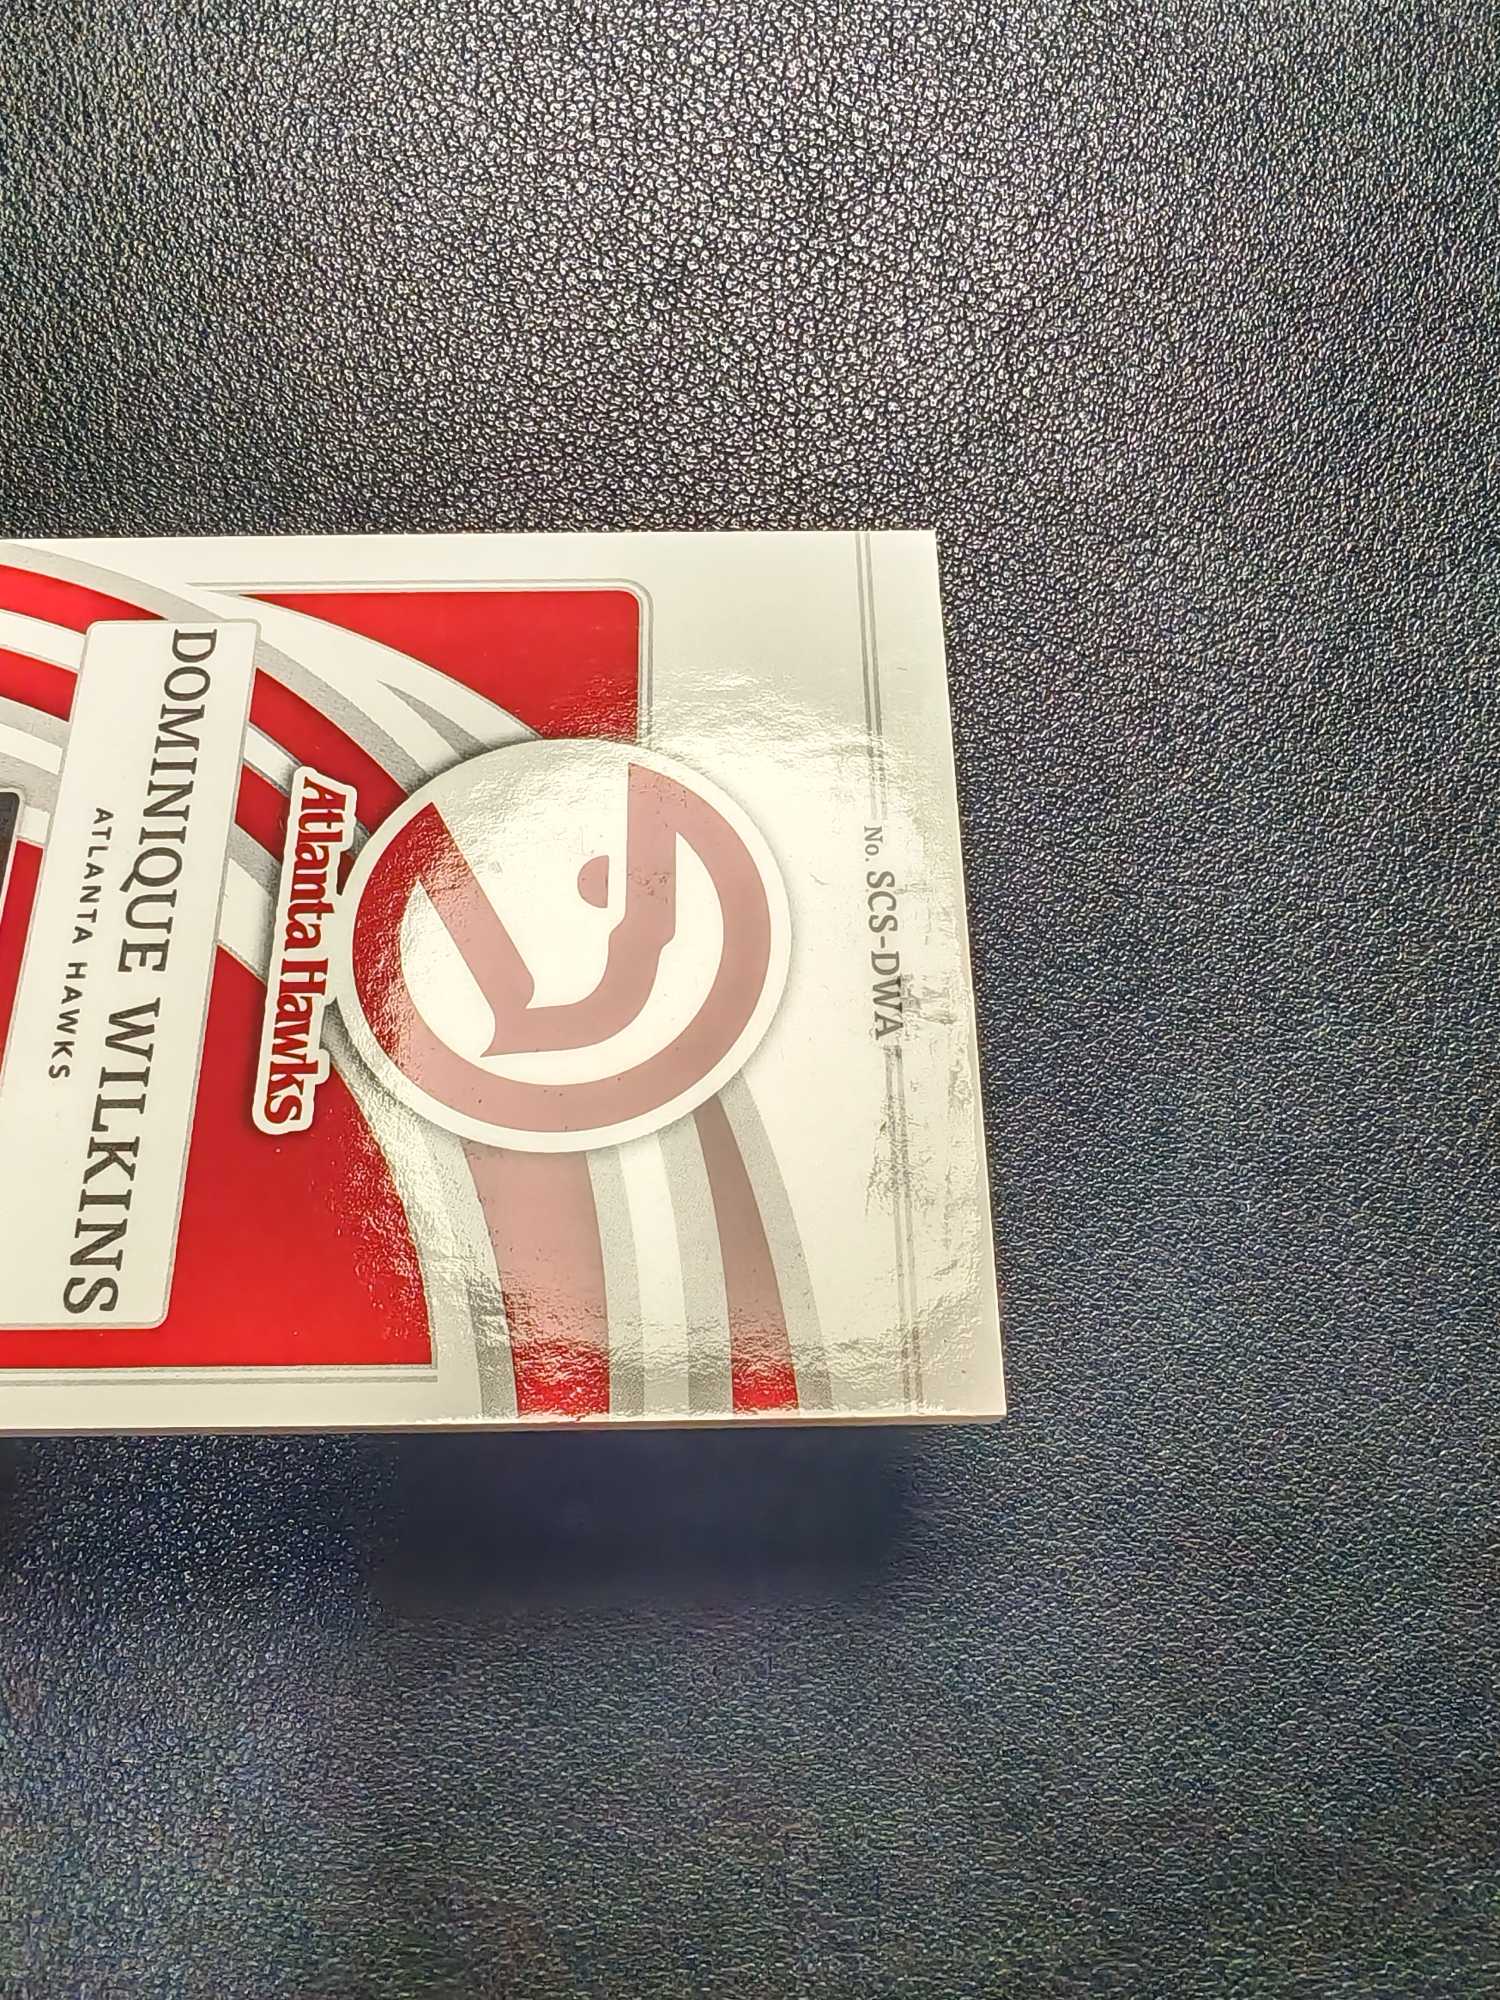 No. SCS-DWA
Atlanta Hawks
DOMINIQUE WILKINS
ATLANTA HAWKS